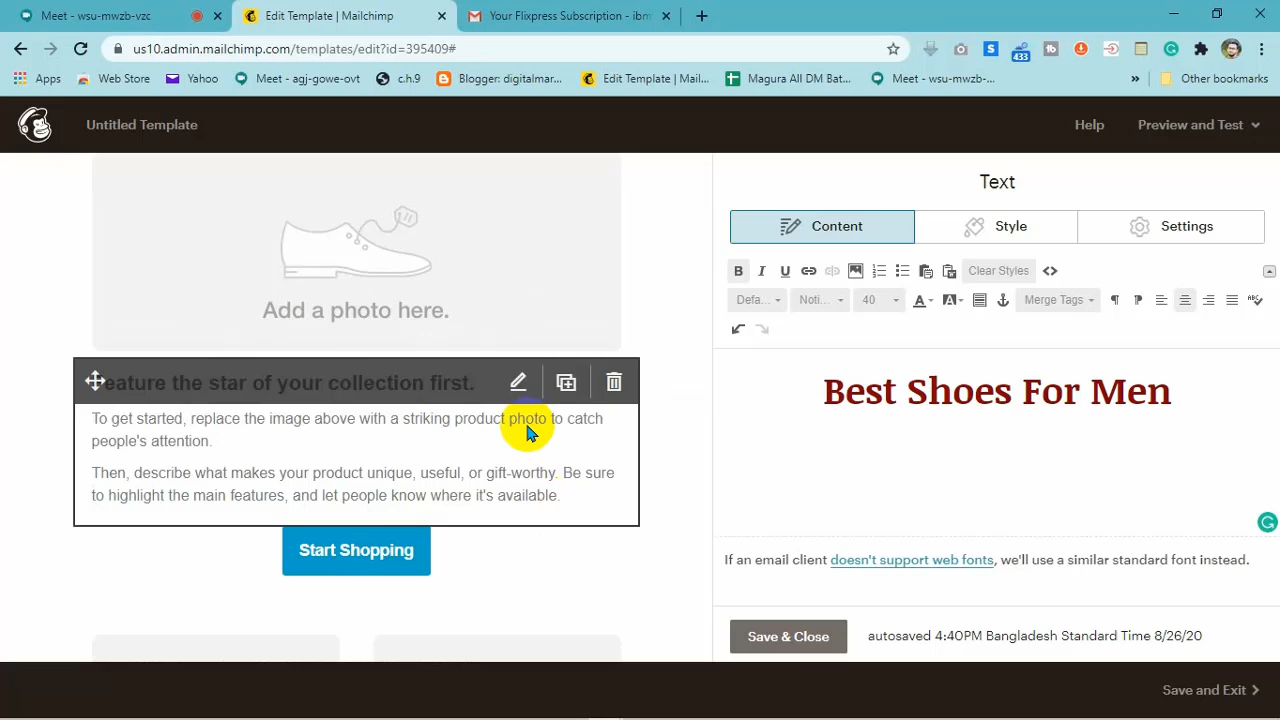 Meet - wsu-mwzb-vzc
Edit Template | Mailchimp
Your Flixpress Subscription - ibm
us10.admin.mailchimp.com/templates/edit?id=395409#
433
Apps
Web Store
Yahoo
Meet - agj-gowe-ovt
c.h.9
Blogger: digitalmar...
Edit Template | Mail...
Magura All DM Bat...
Meet - wsu-mwzb-...
Other bookmarks
Untitled Template
Help
Preview and Test
Add a photo here.
Feature the star of your collection first.
To get started, replace the image above with a striking product photo to catch
people's attention.
Then, describe what makes your product unique, useful, or gift-worthy. Be sure
to highlight the main features, and let people know where it's available.
Start Shopping
Text
Content
Style
Settings
B I U
Clear Styles
Defa...
Noti...
40
A
A
Merge Tags
Best Shoes For Men
If an email client doesn't support web fonts, we'll use a similar standard font instead.
Save & Close
autosaved 4:40PM Bangladesh Standard Time 8/26/20
Save and Exit